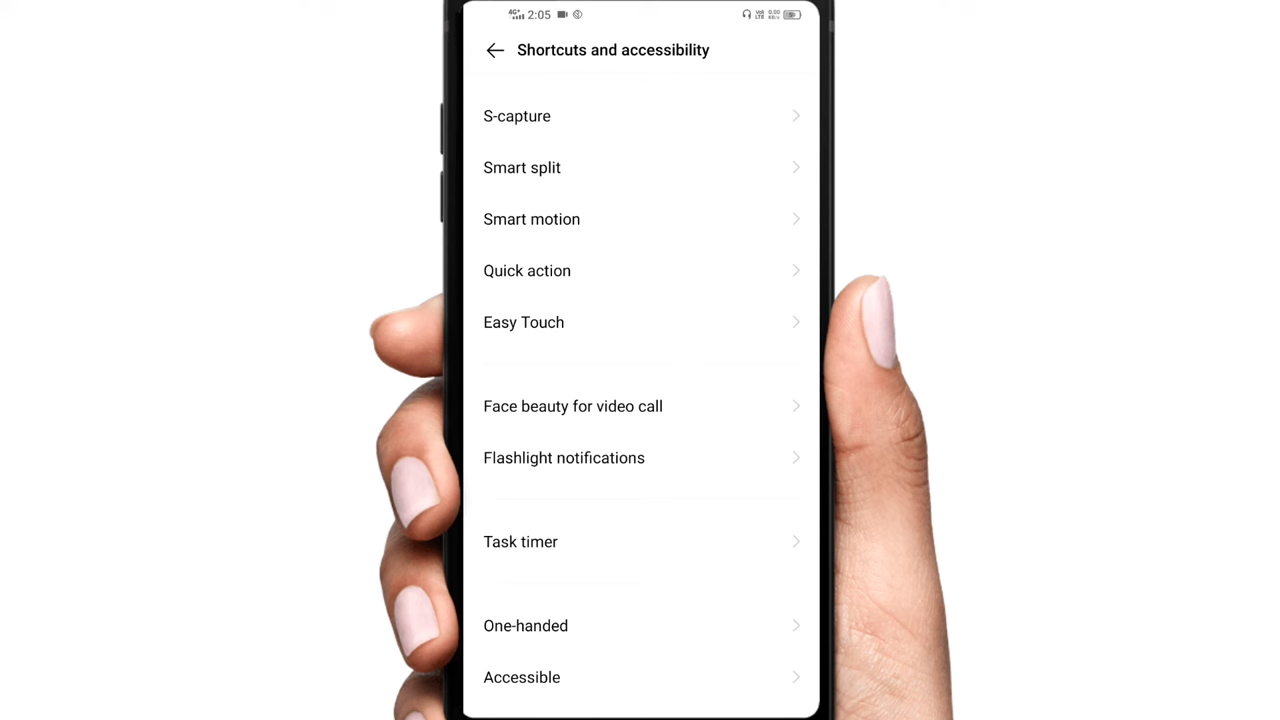 4G+ 2:05
Shortcuts and accessibility
S-capture
Smart split
Smart motion
Quick action
Easy Touch
Face beauty for video call
Flashlight notifications
Task timer
One-handed
Accessible